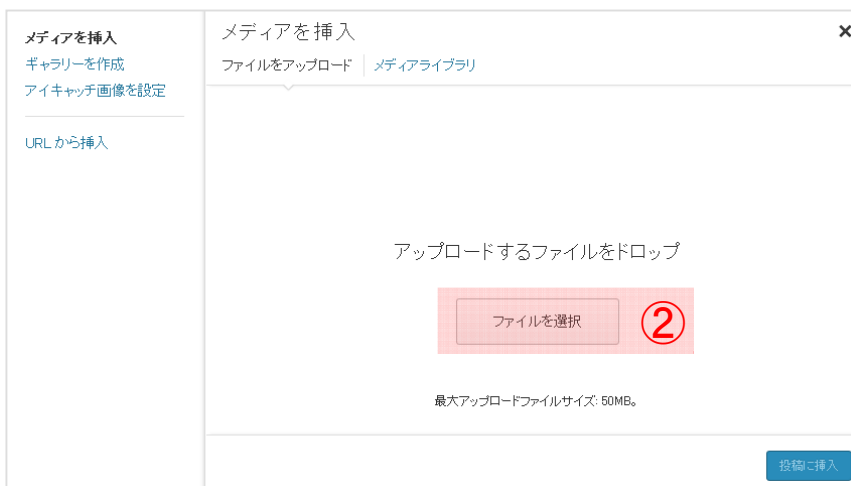 メディアを挿入
ギャラリーを作成
アイキャッチ画像を設定
URL から挿入
メディアを挿入
ファイルをアップロード
メディアライブラリ
アップロードするファイルをドロップ
ファイルを選択
②
最大アップロードファイルサイズ: 50MB。
投稿に挿入